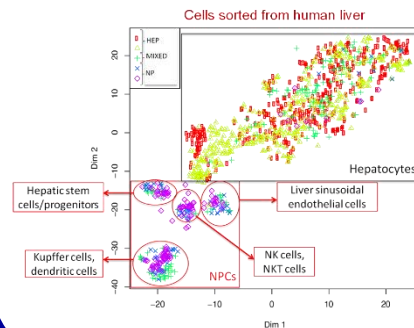 Cells sorted from human liver
HEP
MIXED
NP
Dim 2
20
10
0
−10
−20
−30
−40
Hepatocytes
Hepatic stem
cells/progenitors
Liver sinusoidal
endothelial cells
Kupffer cells,
dendritic cells
NPCs
NK cells,
NKT cells
−20
−10
0
10
20
Dim 1